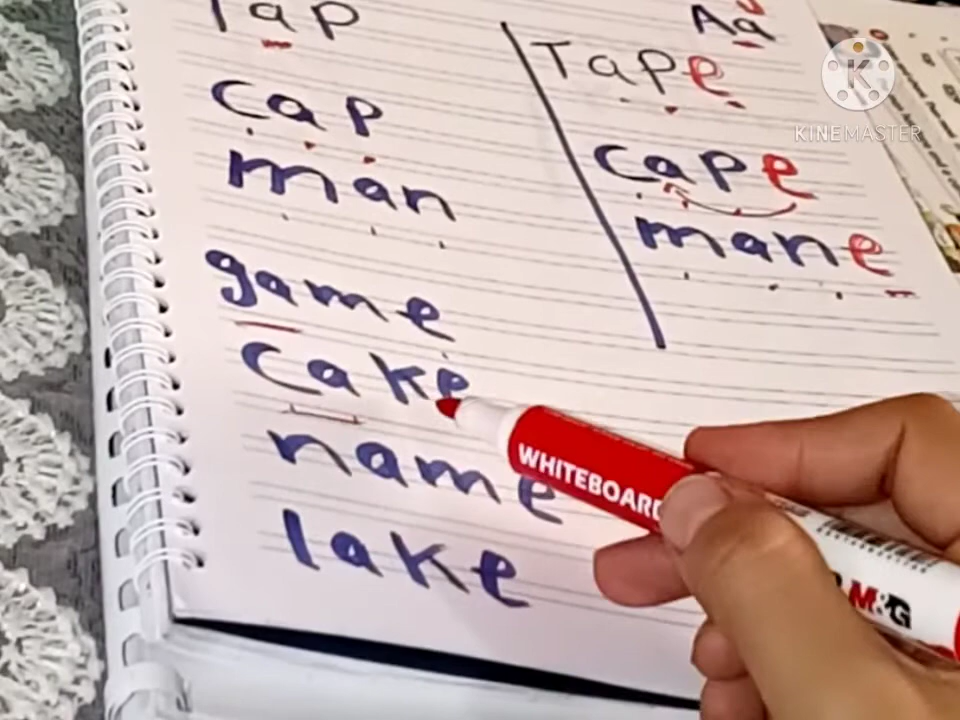 Tap
Cap
man
game
cake
name
lake
Aa
Tape
cape
mane
WHITEBOARD
M&G
K
KINEMASTER